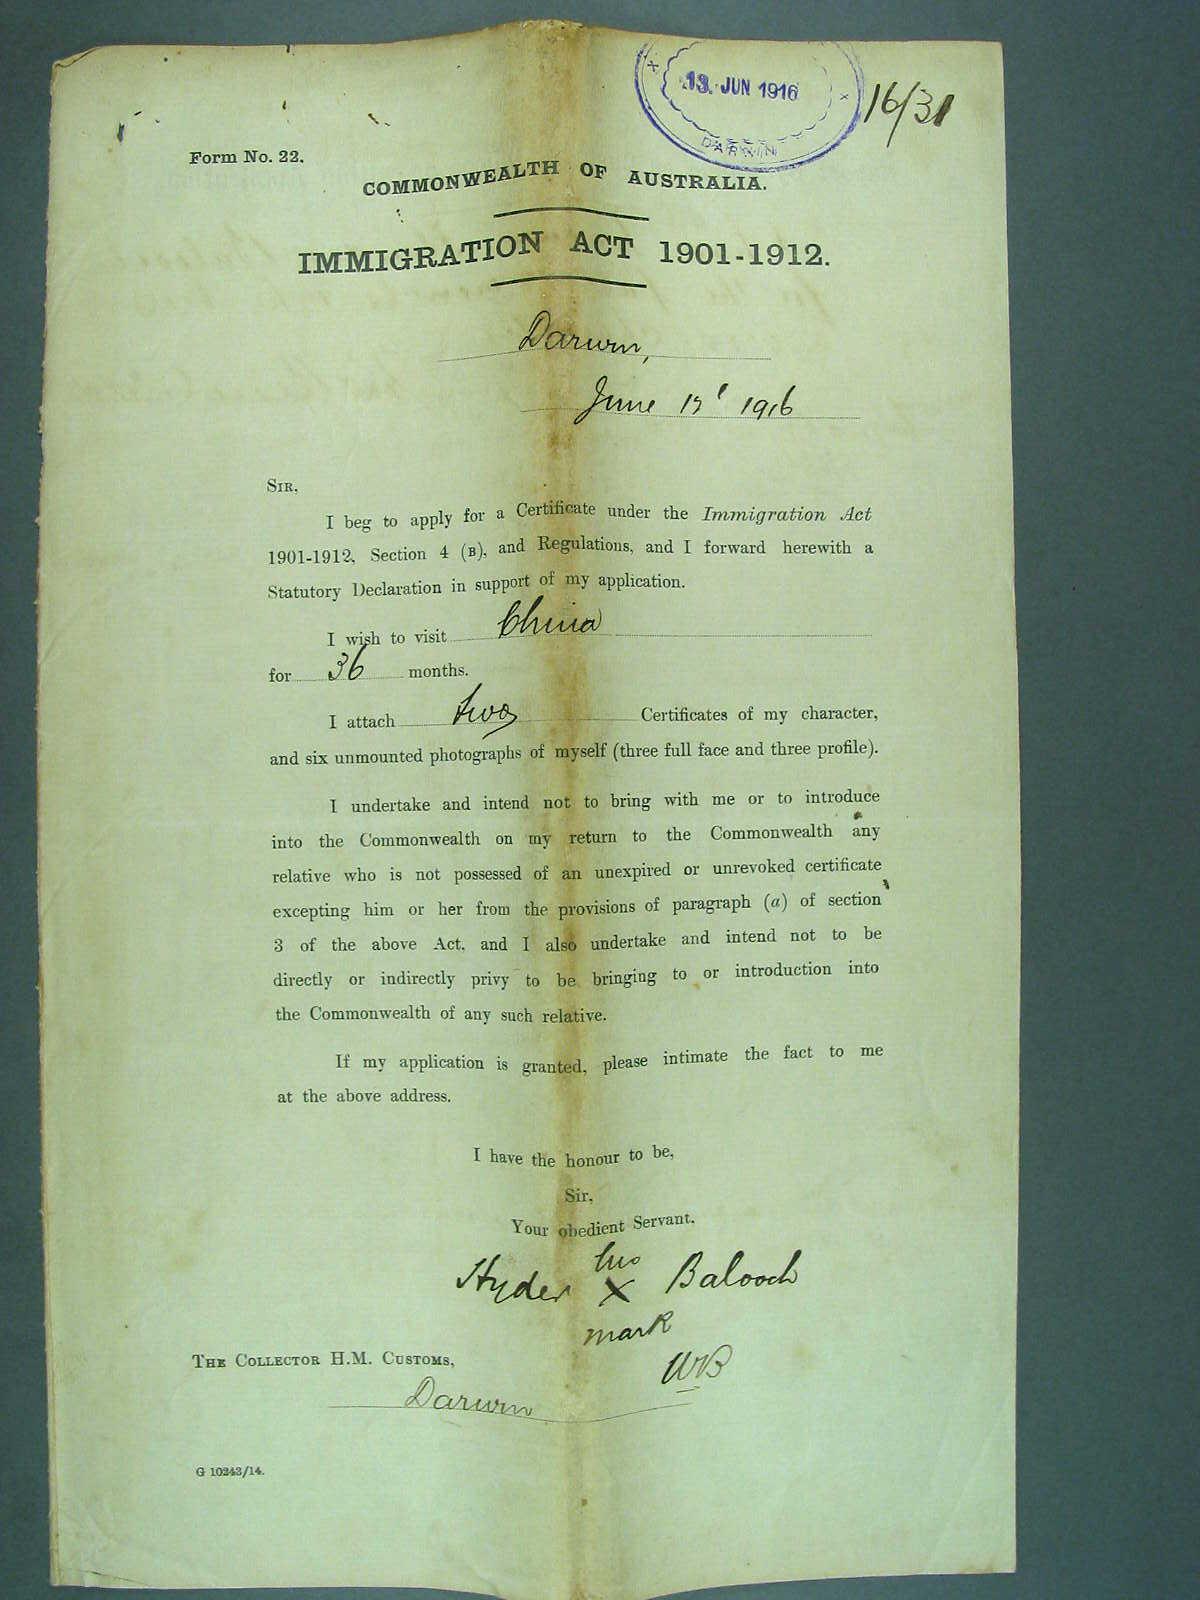 13. JUN 1916
DARWIN
16/31
Form No. 22.
COMMONWEALTH OF AUSTRALIA.
IMMIGRATION ACT 1901-1912.
Darwin,
June 13' 1916
SIR,
I beg to apply for a Certificate under the Immigration Act
1901-1912, Section 4 (B), and Regulations, and I forward herewith a
Statutory Declaration in support of my application.
I wish to visit China
for 36 months.
I attach two Certificates of my character,
and six unmounted photographs of myself (three full face and three profile).
I undertake and intend not to bring with me or to introduce
into the Commonwealth on my return to the Commonwealth any
relative who is not possessed of an unexpired or unrevoked certificate
excepting him or her from the provisions of paragraph (a) of section
3 of the above Act, and I also undertake and intend not to be
directly or indirectly privy to be bringing to or introduction into
the Commonwealth of any such relative.
If my application is granted, please intimate the fact to me
at the above address.
I have the honour to be,
Sir,
Your obedient Servant.
his
Hyder X Balooch
mark
WB
THE COLLECTOR H.M. CUSTOMS,
Darwin
G 10243/14.